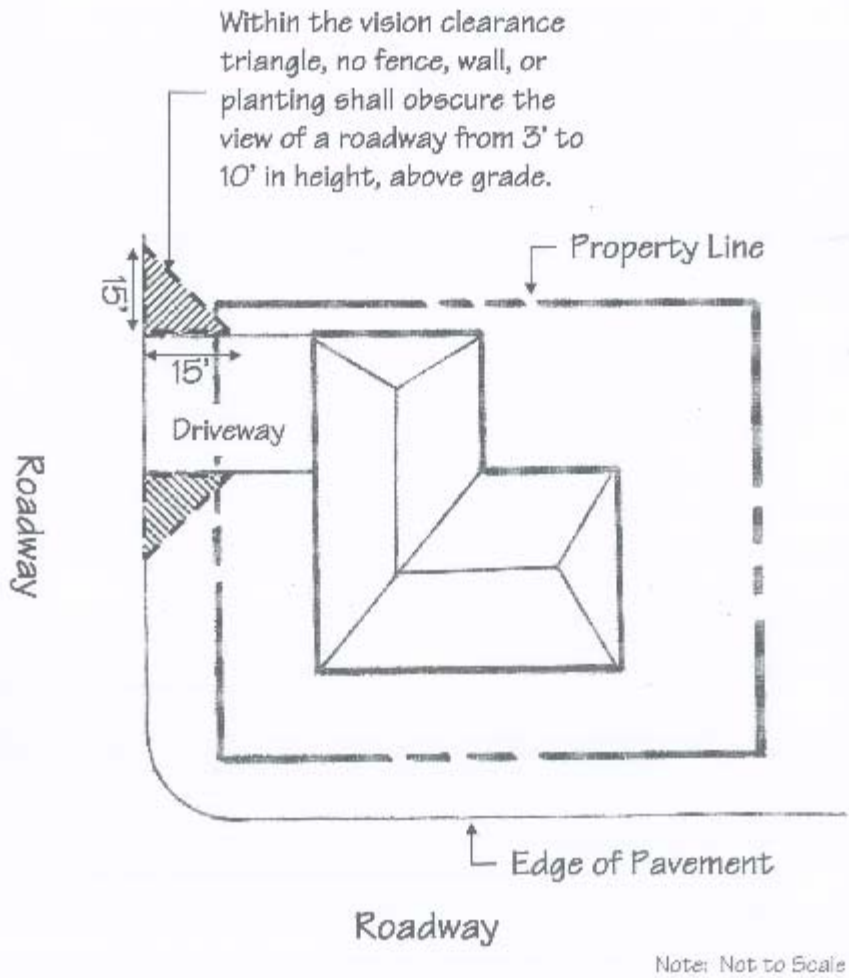 Within the vision clearance
triangle, no fence, wall, or
planting shall obscure the
view of a roadway from 3' to
10' in height, above grade.
Property Line
15'
15'
Driveway
Roadway
Edge of Pavement
Roadway
Note: Not to Scale